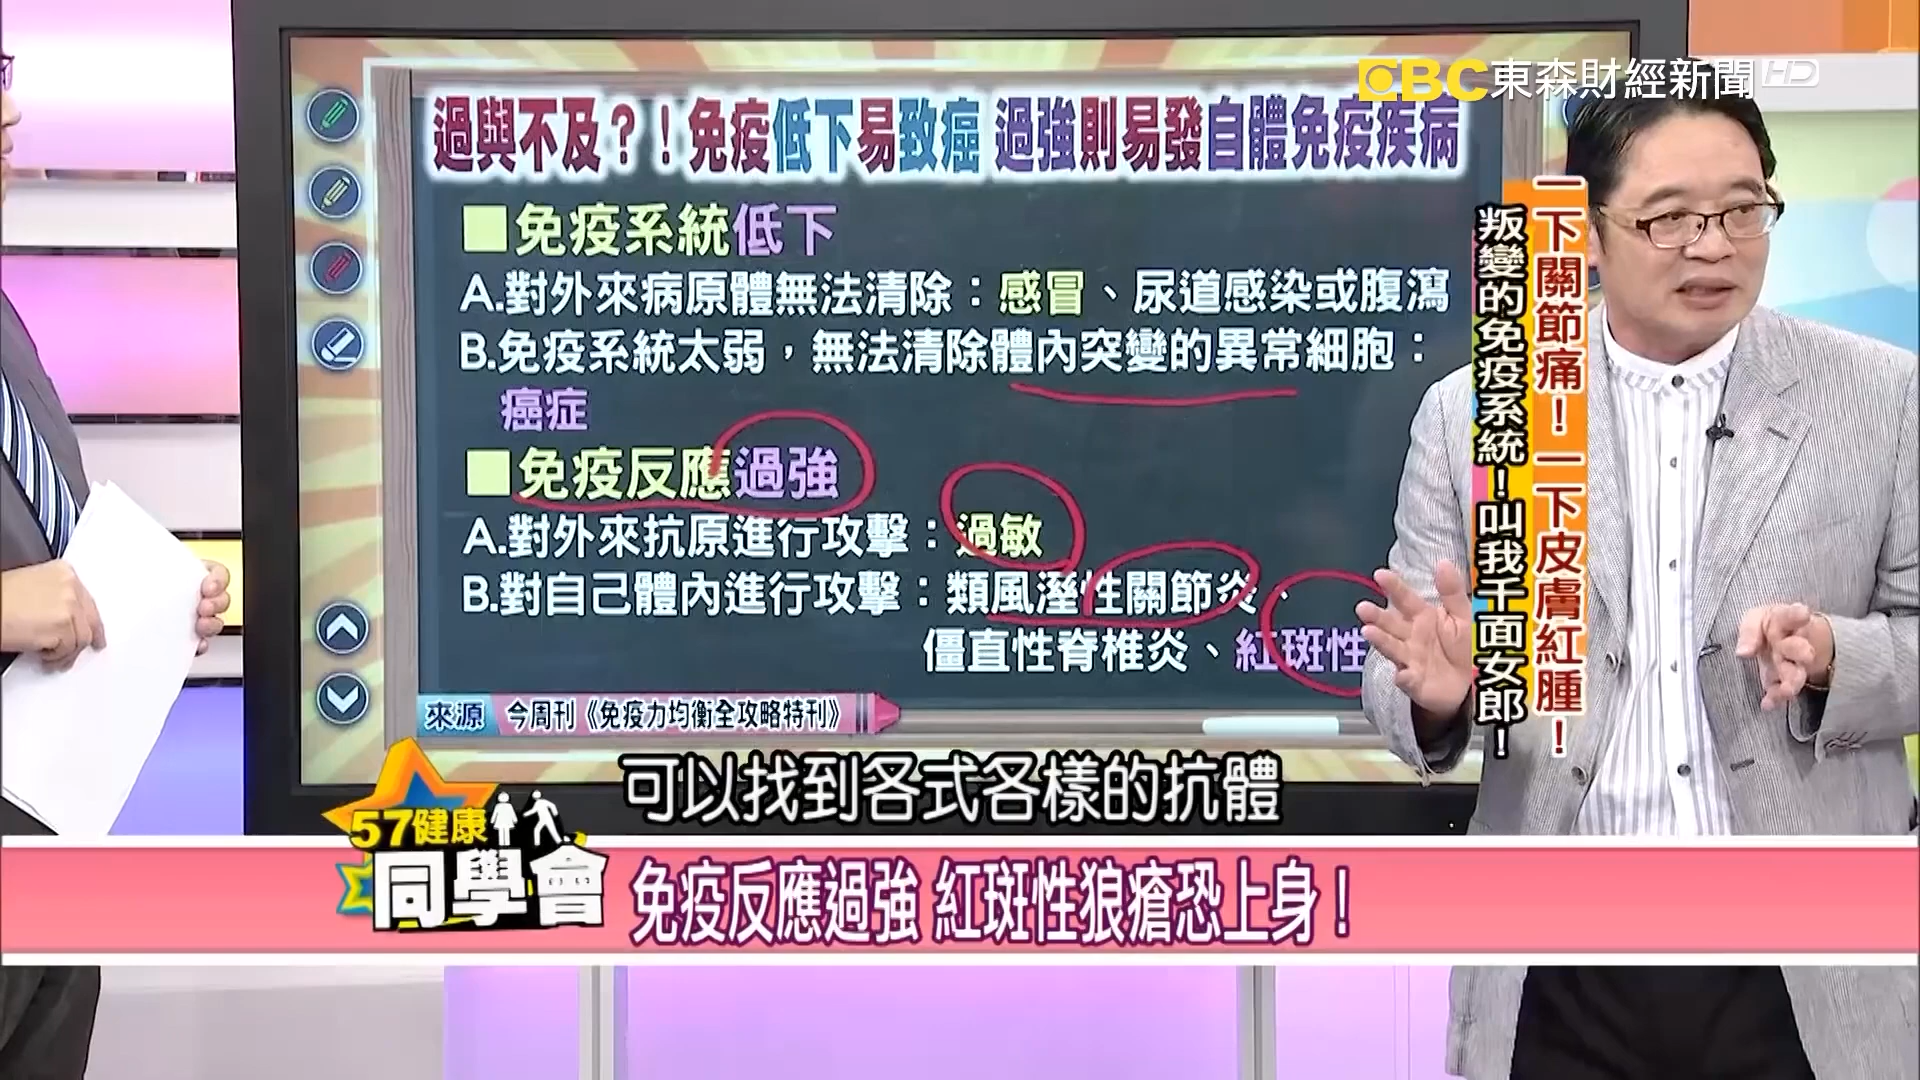 EBC東森財經新聞HD
過與不及？！免疫低下易致癌 過強則易發自體免疫疾病
■免疫系統低下
A.對外來病原體無法清除：感冒、尿道感染或腹瀉
B.免疫系統太弱，無法清除體內突變的異常細胞：
癌症
■免疫反應過強
A.對外來抗原進行攻擊：過敏
B.對自己體內進行攻擊：類風溼性關節炎、
僵直性脊椎炎、紅斑性
來源 今周刊《免疫力均衡全攻略特刊》
一下關節痛！一下皮膚紅腫！
叛變的免疫系統！叫我千面女郎！
可以找到各式各樣的抗體
57健康
同學會
免疫反應過強 紅斑性狼瘡恐上身！